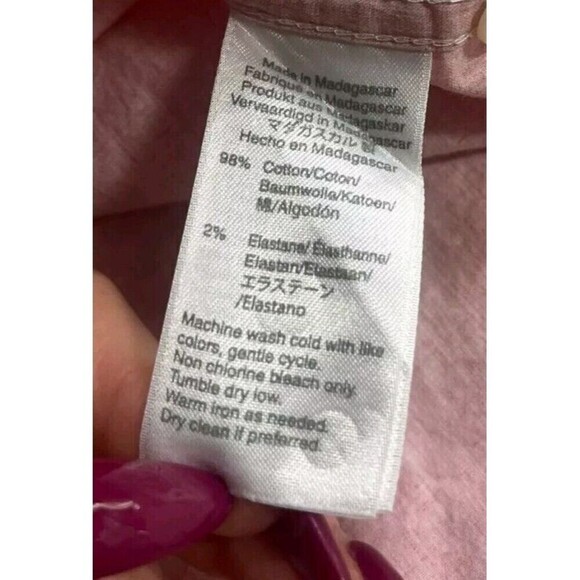 Made in Madagascar
Fabriqué en Madagascar
Produkt aus Madagaskar
Vervaardigd in Madagascar
マダガスカル製
Hecho en Madagascar
98% Cotton/Coton/
Baumwolle/Katoen/
綿/Algodón
2% Elastane/Élasthanne/
Elastan/Elastaan/
エラステーン
/Elastano
Machine wash cold with like
colors, gentle cycle.
Non chlorine bleach only.
Tumble dry low.
Warm iron as needed.
Dry clean if preferred.